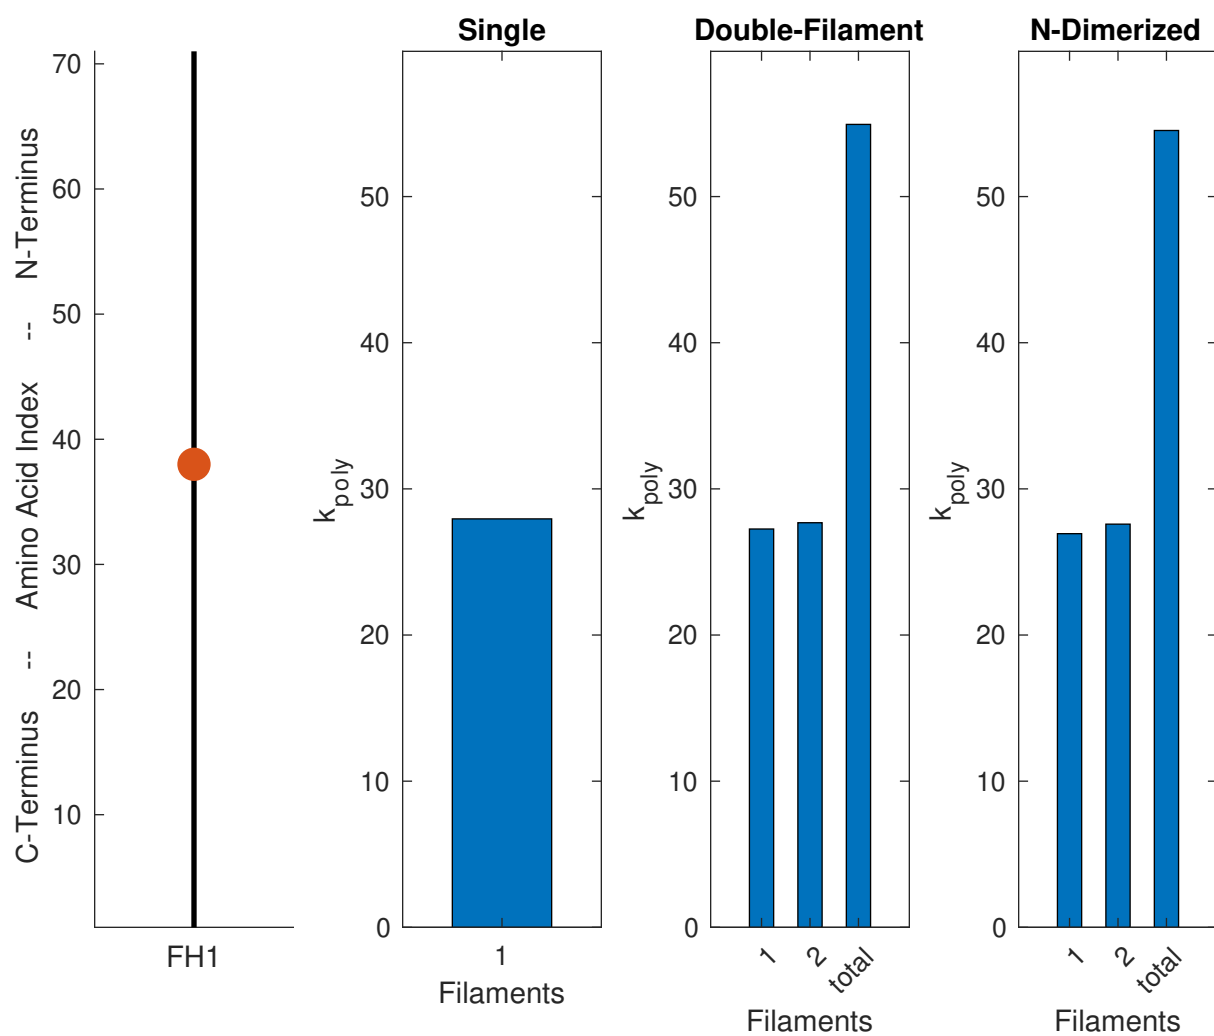 C-Terminus -- Amino Acid Index -- N-Terminus
70
60
50
40
30
20
10
FH1
Single
k_poly
50
40
30
20
10
0
1
Filaments
Double-Filament
k_poly
50
40
30
20
10
0
1
2
total
Filaments
N-Dimerized
k_poly
50
40
30
20
10
0
1
2
total
Filaments